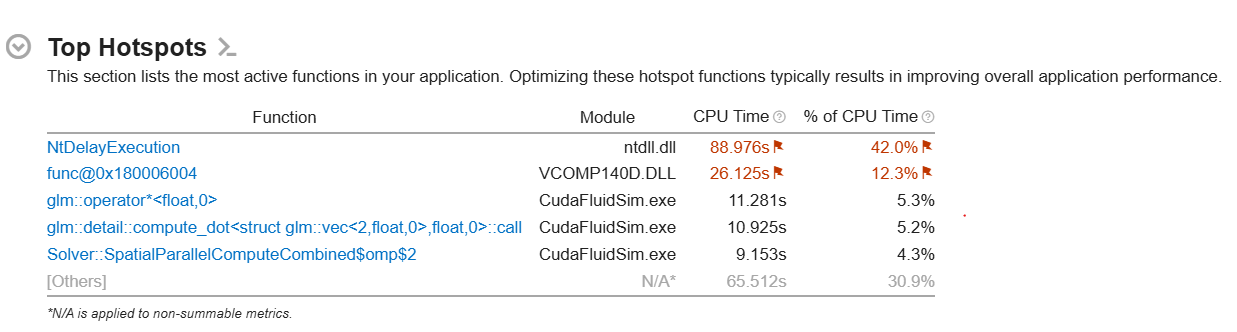 Top Hotspots
This section lists the most active functions in your application. Optimizing these hotspot functions typically results in improving overall application performance.
Function Module CPU Time % of CPU Time
NtDelayExecution ntdll.dll 88.976s 42.0%
func@0x180006004 VCOMP140D.DLL 26.125s 12.3%
glm::operator*<float,0> CudaFluidSim.exe 11.281s 5.3%
glm::detail::compute_dot<struct glm::vec<2,float,0>,float,0>::call CudaFluidSim.exe 10.925s 5.2%
Solver::SpatialParallelComputeCombined$omp$2 CudaFluidSim.exe 9.153s 4.3%
[Others] N/A* 65.512s 30.9%
*N/A is applied to non-summable metrics.